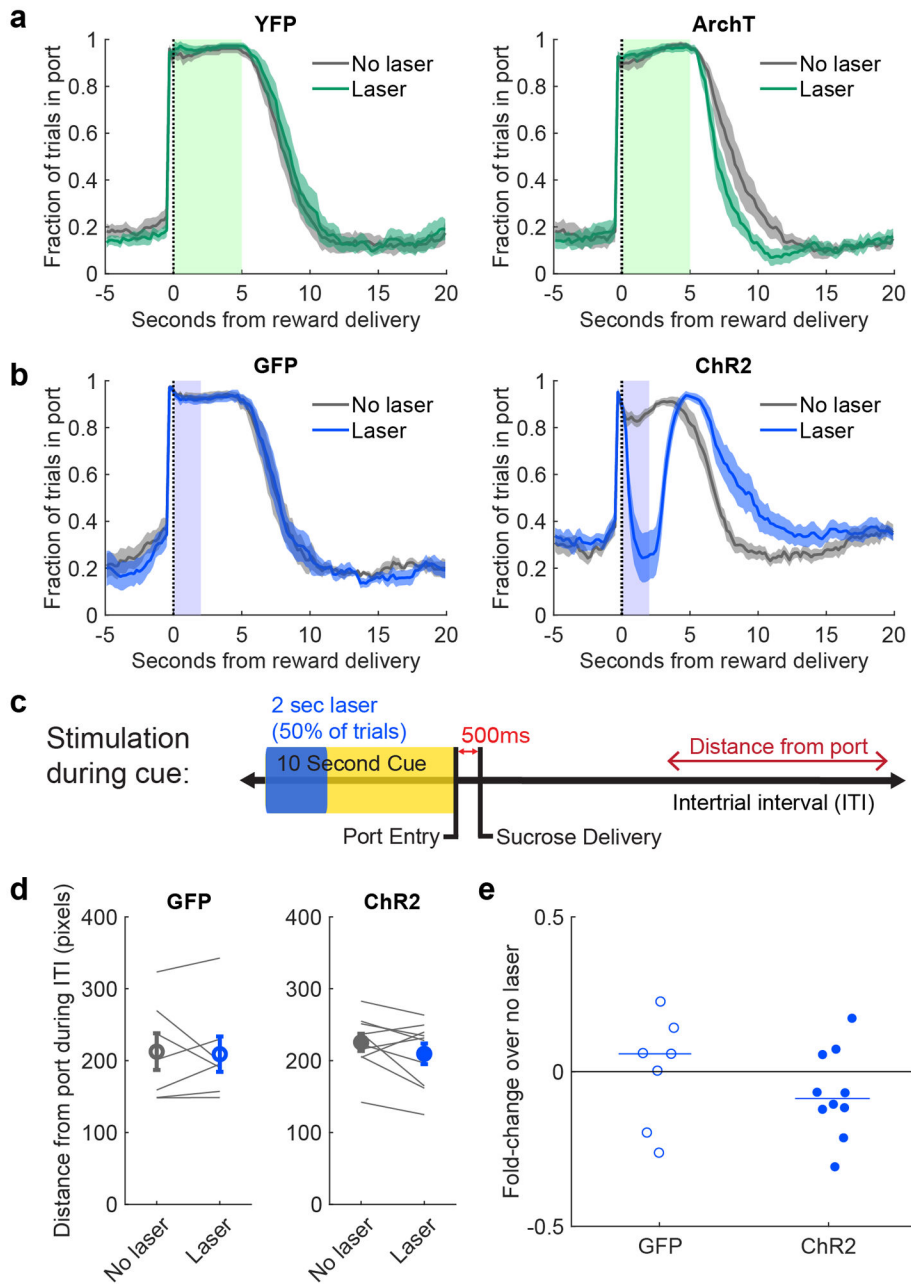 a
YFP
Fraction of trials in port
1
0.8
0.6
0.4
0.2
0
No laser
Laser
-5 0 5 10 15 20
Seconds from reward delivery
ArchT
Fraction of trials in port
1
0.8
0.6
0.4
0.2
0
No laser
Laser
-5 0 5 10 15 20
Seconds from reward delivery
b
GFP
Fraction of trials in port
1
0.8
0.6
0.4
0.2
0
No laser
Laser
-5 0 5 10 15 20
Seconds from reward delivery
ChR2
Fraction of trials in port
1
0.8
0.6
0.4
0.2
0
No laser
Laser
-5 0 5 10 15 20
Seconds from reward delivery
c
Stimulation
during cue:
2 sec laser
(50% of trials)
10 Second Cue
500ms
Port Entry
Sucrose Delivery
Distance from port
Intertrial interval (ITI)
d
Distance from port during ITI (pixels)
GFP
400
300
200
100
0
No laser
Laser
ChR2
400
300
200
100
0
No laser
Laser
e
Fold-change over no laser
0.5
0
-0.5
GFP
ChR2